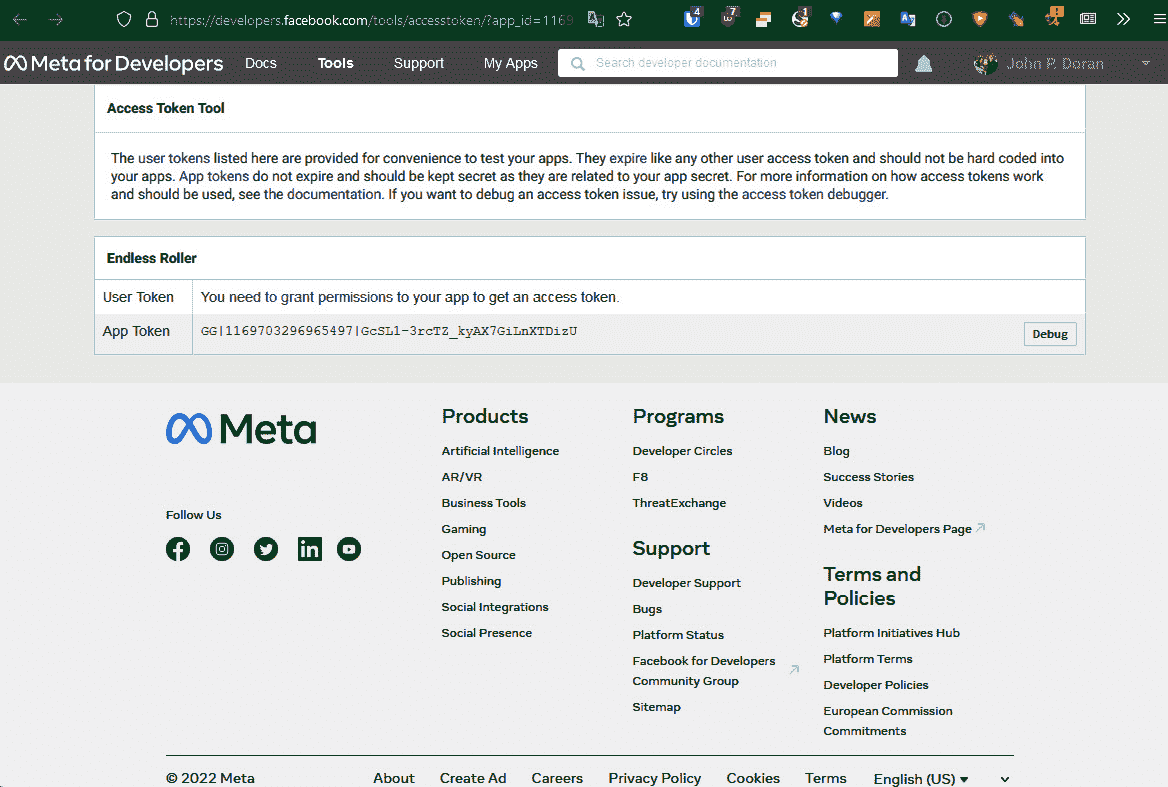 https://developers.facebook.com/tools/accesstoken/?app_id=1169
4
7
1
Meta for Developers
Docs
Tools
Support
My Apps
Search developer documentation
John P. Doran
Access Token Tool
The user tokens listed here are provided for convenience to test your apps. They expire like any other user access token and should not be hard coded into
your apps. App tokens do not expire and should be kept secret as they are related to your app secret. For more information on how access tokens work
and should be used, see the documentation. If you want to debug an access token issue, try using the access token debugger.
Endless Roller
User Token
You need to grant permissions to your app to get an access token.
App Token
GG|1169703296965497|GcSL1-3rcTZ_kyAX7GiLnXTDizU
Debug
Meta
Follow Us
Products
Artificial Intelligence
AR/VR
Business Tools
Gaming
Open Source
Publishing
Social Integrations
Social Presence
Programs
Developer Circles
F8
ThreatExchange
Support
Developer Support
Bugs
Platform Status
Facebook for Developers
Community Group
Sitemap
News
Blog
Success Stories
Videos
Meta for Developers Page
Terms and
Policies
Platform Initiatives Hub
Platform Terms
Developer Policies
European Commission
Commitments
© 2022 Meta
About
Create Ad
Careers
Privacy Policy
Cookies
Terms
English (US)